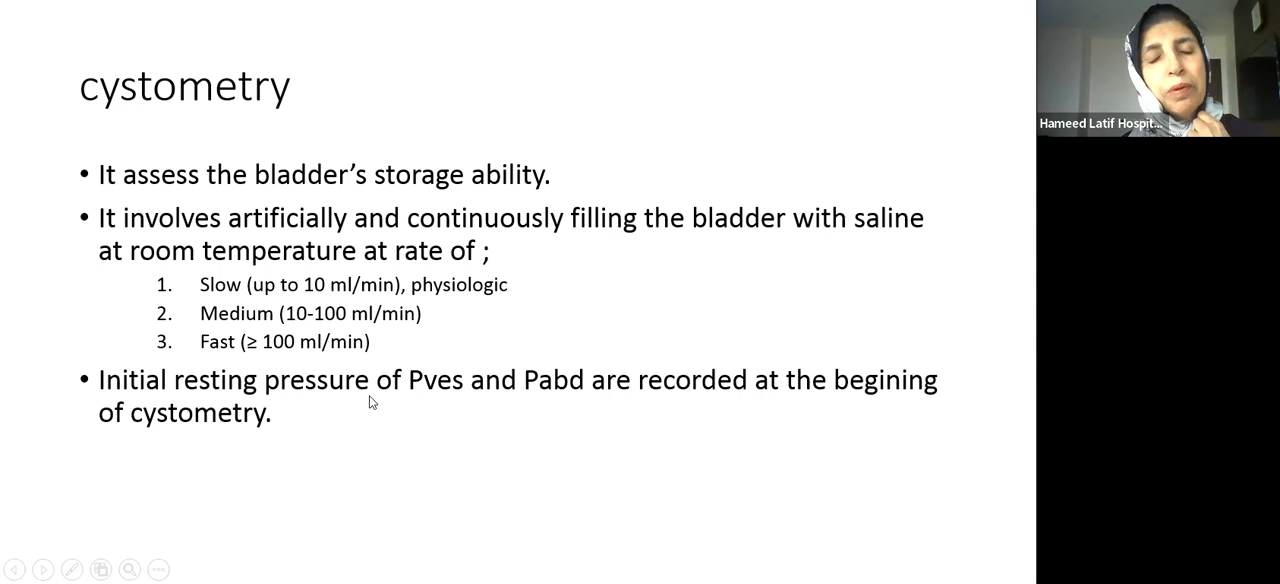 cystometry
• It assess the bladder’s storage ability.
• It involves artificially and continuously filling the bladder with saline
at room temperature at rate of ;
1. Slow (up to 10 ml/min), physiologic
2. Medium (10-100 ml/min)
3. Fast (≥ 100 ml/min)
• Initial resting pressure of Pves and Pabd are recorded at the begining
of cystometry.
Hameed Latif Hospit...